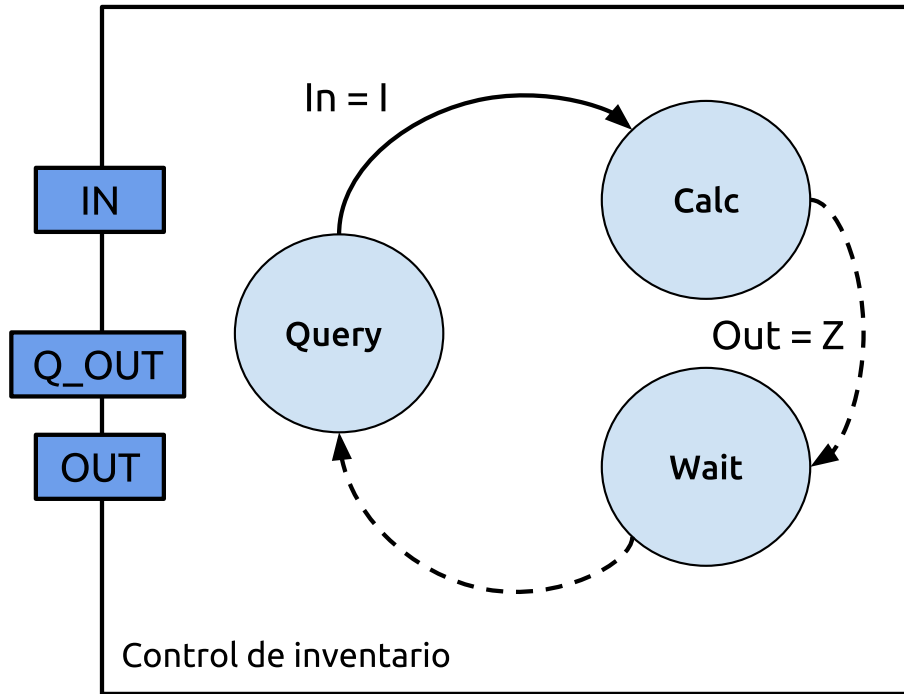 In = I
IN
Calc
Query
Out = Z
Q_OUT
OUT
Wait
Control de inventario